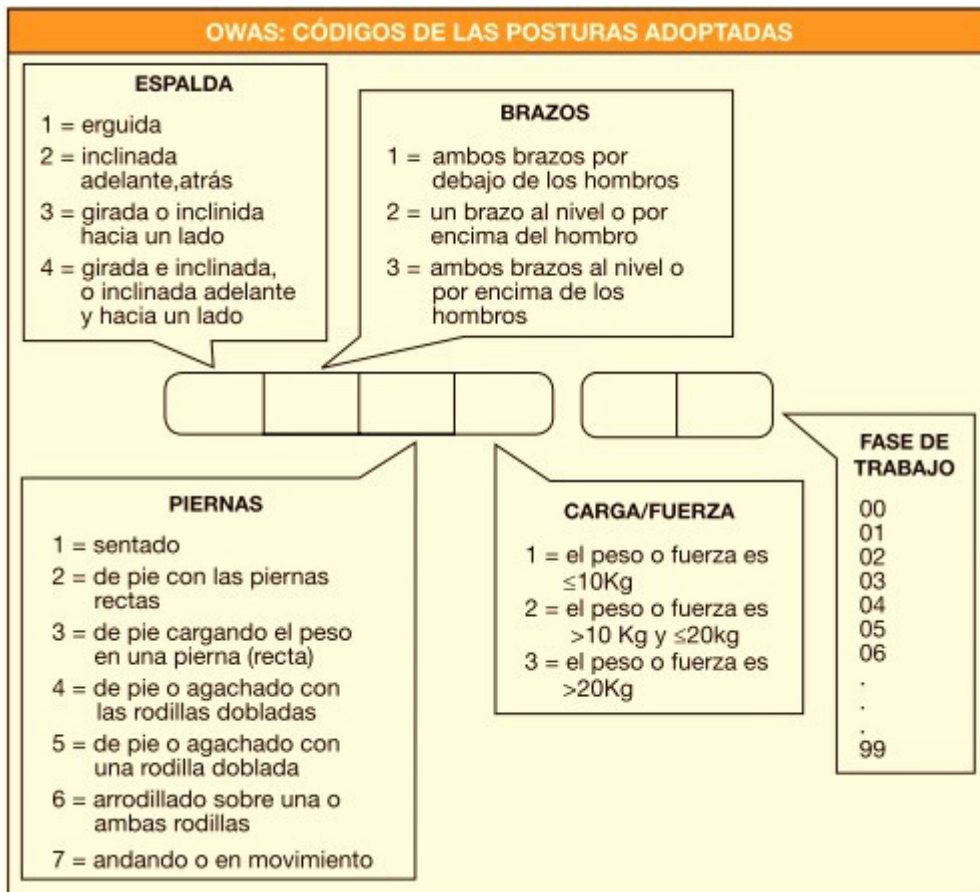 OWAS: CÓDIGOS DE LAS POSTURAS ADOPTADAS
ESPALDA
1 = erguida
2 = inclinada
adelante,atrás
3 = girada o inclinida
hacia un lado
4 = girada e inclinada,
o inclinada adelante
y hacia un lado
BRAZOS
1 = ambos brazos por
debajo de los hombros
2 = un brazo al nivel o por
encima del hombro
3 = ambos brazos al nivel o
por encima de los
hombros
PIERNAS
1 = sentado
2 = de pie con las piernas
rectas
3 = de pie cargando el peso
en una pierna (recta)
4 = de pie o agachado con
las rodillas dobladas
5 = de pie o agachado con
una rodilla doblada
6 = arrodillado sobre una o
ambas rodillas
7 = andando o en movimiento
CARGA/FUERZA
1 = el peso o fuerza es
≤10Kg
2 = el peso o fuerza es
>10 Kg y ≤20kg
3 = el peso o fuerza es
>20Kg
FASE DE
TRABAJO
00
01
02
03
04
05
06
.
.
.
99